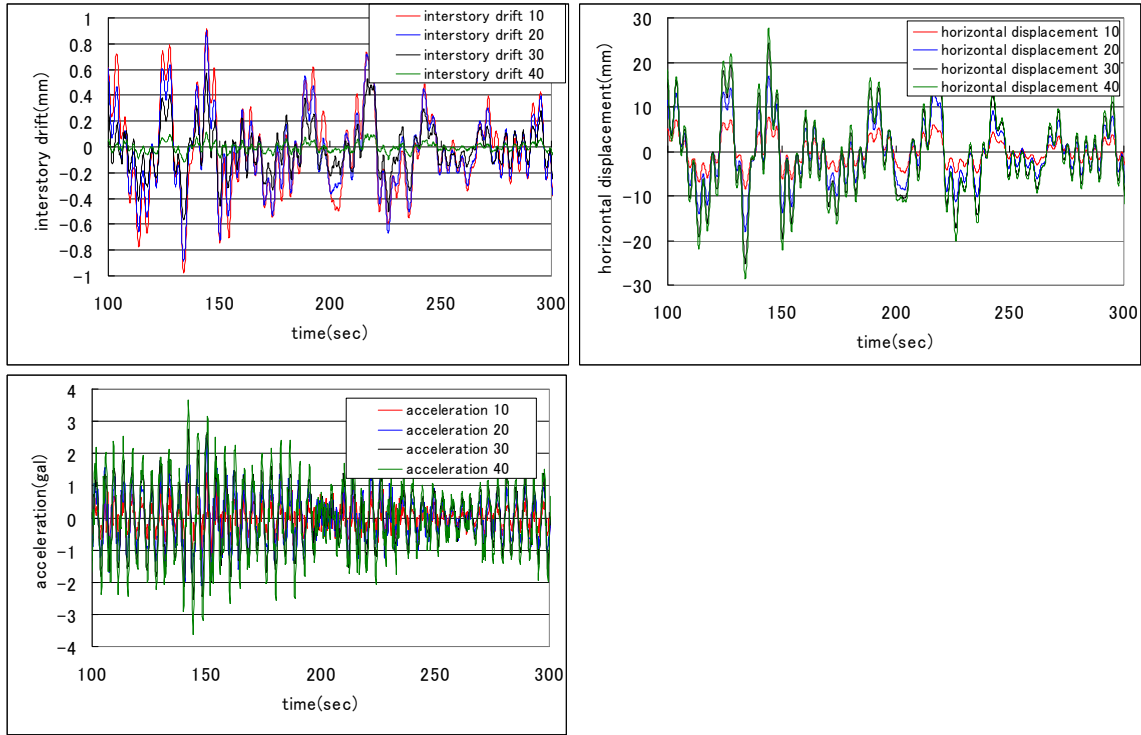 interstory drift(mm)
1
0.8
0.6
0.4
0.2
0
-0.2
-0.4
-0.6
-0.8
-1
interstory drift 10
interstory drift 20
interstory drift 30
interstory drift 40
100 150 200 250 300
time(sec)
horizontal displacement(mm)
30
20
10
0
-10
-20
-30
horizontal displacement 10
horizontal displacement 20
horizontal displacement 30
horizontal displacement 40
100 150 200 250 300
time(sec)
acceleration(gal)
4
3
2
1
0
-1
-2
-3
-4
acceleration 10
acceleration 20
acceleration 30
acceleration 40
100 150 200 250 300
time(sec)